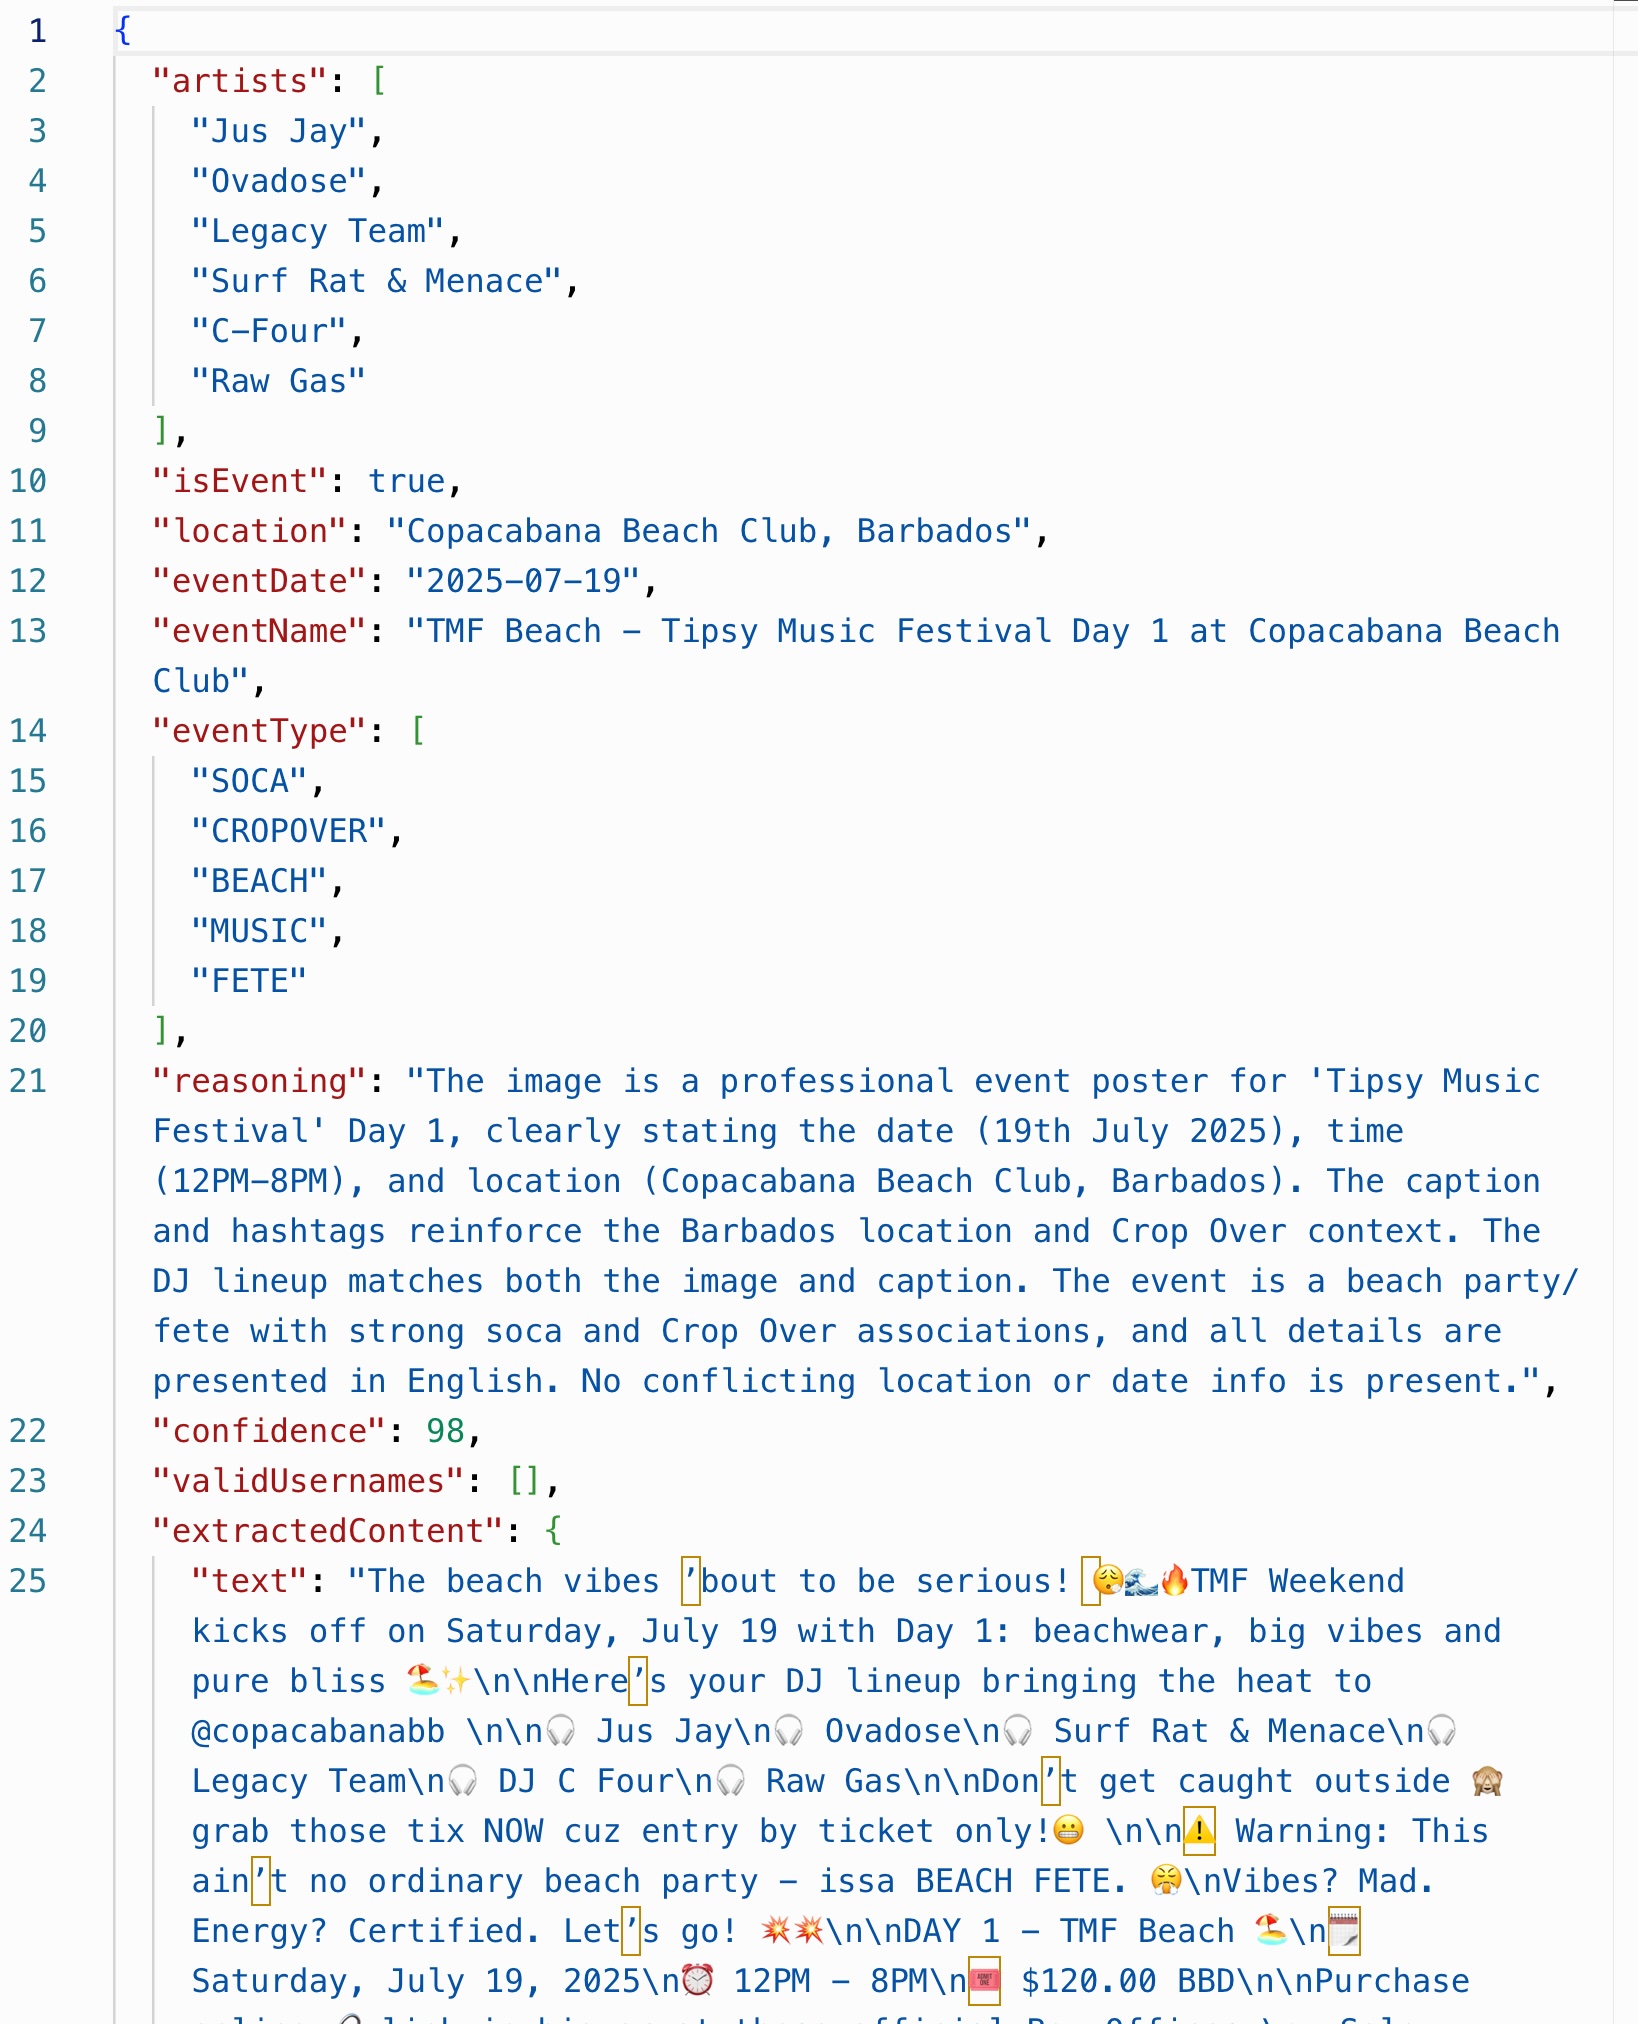 1 {
2 "artists": [
3 "Jus Jay",
4 "Ovadose",
5 "Legacy Team",
6 "Surf Rat & Menace",
7 "C-Four",
8 "Raw Gas"
9 ],
10 "isEvent": true,
11 "location": "Copacabana Beach Club, Barbados",
12 "eventDate": "2025-07-19",
13 "eventName": "TMF Beach - Tipsy Music Festival Day 1 at Copacabana Beach
Club",
14 "eventType": [
15 "SOCA",
16 "CROPOVER",
17 "BEACH",
18 "MUSIC",
19 "FETE"
20 ],
21 "reasoning": "The image is a professional event poster for 'Tipsy Music
Festival' Day 1, clearly stating the date (19th July 2025), time
(12PM-8PM), and location (Copacabana Beach Club, Barbados). The caption
and hashtags reinforce the Barbados location and Crop Over context. The
DJ lineup matches both the image and caption. The event is a beach party/
fete with strong soca and Crop Over associations, and all details are
presented in English. No conflicting location or date info is present.",
22 "confidence": 98,
23 "validUsernames": [],
24 "extractedContent": {
25 "text": "The beach vibes ’bout to be serious! 😮‍💨🌊🔥TMF Weekend
kicks off on Saturday, July 19 with Day 1: beachwear, big vibes and
pure bliss 🏖️✨\n\nHere’s your DJ lineup bringing the heat to
@copacabanabb \n\n🎧 Jus Jay\n🎧 Ovadose\n🎧 Surf Rat & Menace\n🎧
Legacy Team\n🎧 DJ C Four\n🎧 Raw Gas\n\nDon’t get caught outside 🙈
grab those tix NOW cuz entry by ticket only!😬 \n\n⚠️ Warning: This
ain’t no ordinary beach party – issa BEACH FETE. 😤\nVibes? Mad.
Energy? Certified. Let’s go! 💥💥\n\nDAY 1 – TMF Beach 🏖️\n🗓️
Saturday, July 19, 2025\n⏰ 12PM – 8PM\n🎟️ $120.00 BBD\n\nPurchase